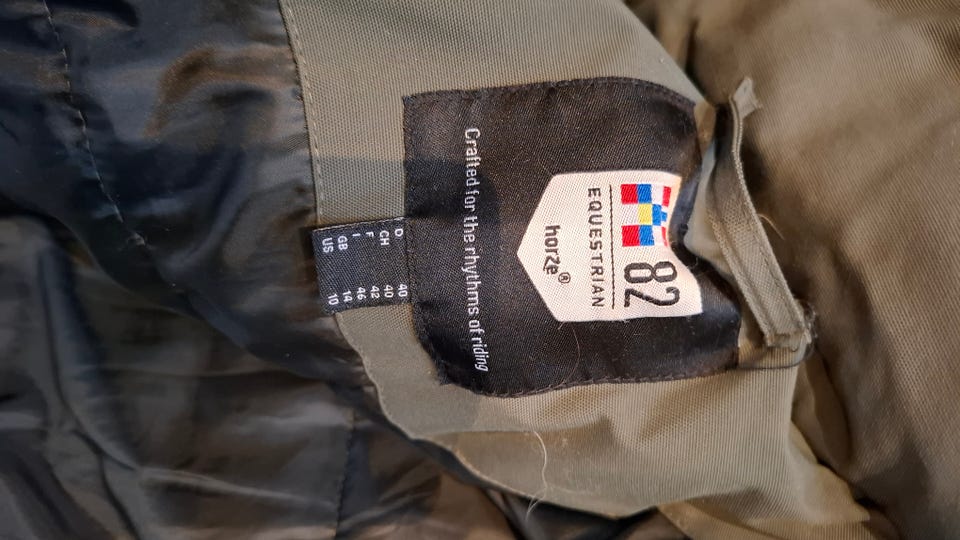 82
EQUESTRIAN
horze®
Crafted for the rhythms of riding
D 40
CH 40
F 42
I 46
GB 14
US 10